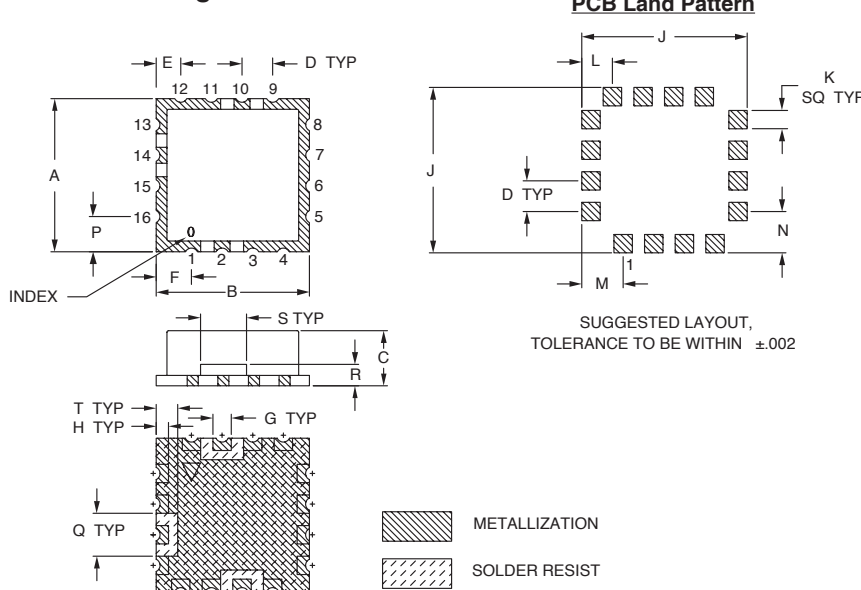 PCB Land Pattern
E
D TYP
12 11 10 9
13
14
15
16
8
7
6
5
A
P
0
1 2 3 4
F
B
INDEX
J
L
K
SQ TYP
J
D TYP
N
M
1
SUGGESTED LAYOUT,
TOLERANCE TO BE WITHIN ±.002
S TYP
C
R
T TYP
H TYP
G TYP
Q TYP
METALLIZATION
SOLDER RESIST